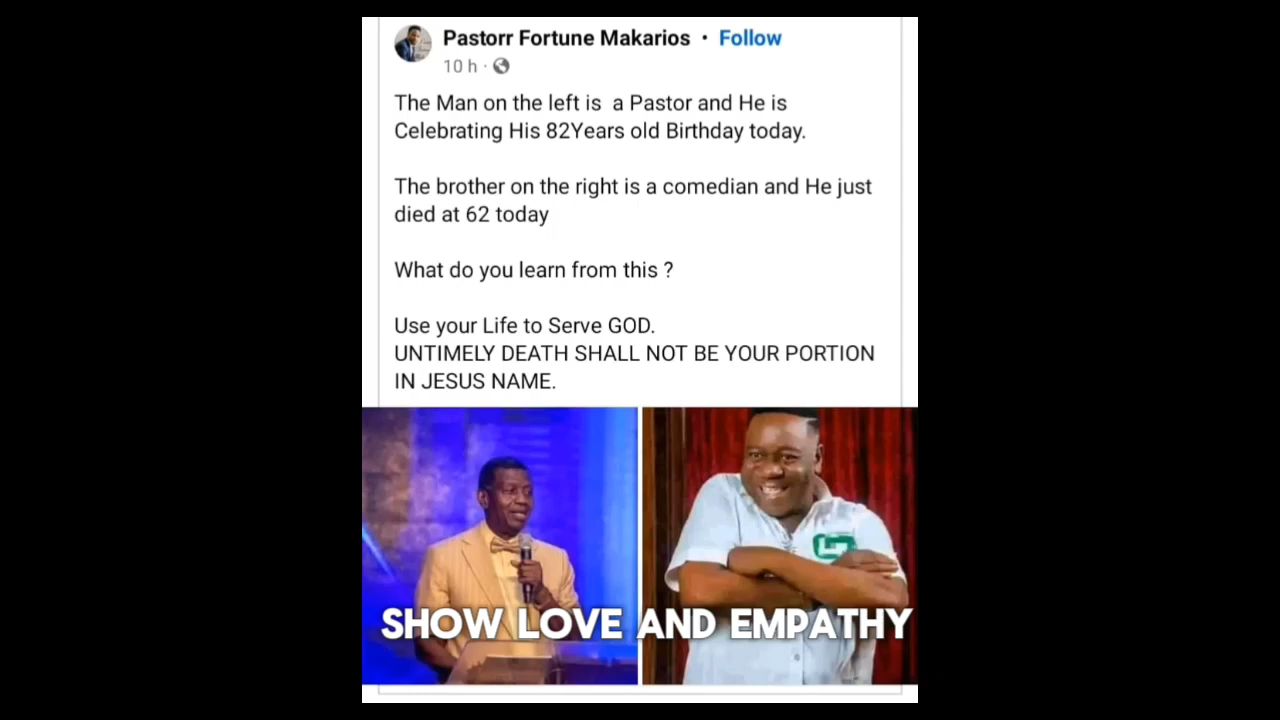 Pastorr Fortune Makarios · Follow
10 h ·
The Man on the left is a Pastor and He is
Celebrating His 82Years old Birthday today.
The brother on the right is a comedian and He just
died at 62 today
What do you learn from this ?
Use your Life to Serve GOD.
UNTIMELY DEATH SHALL NOT BE YOUR PORTION
IN JESUS NAME.
SHOW LOVE AND EMPATHY